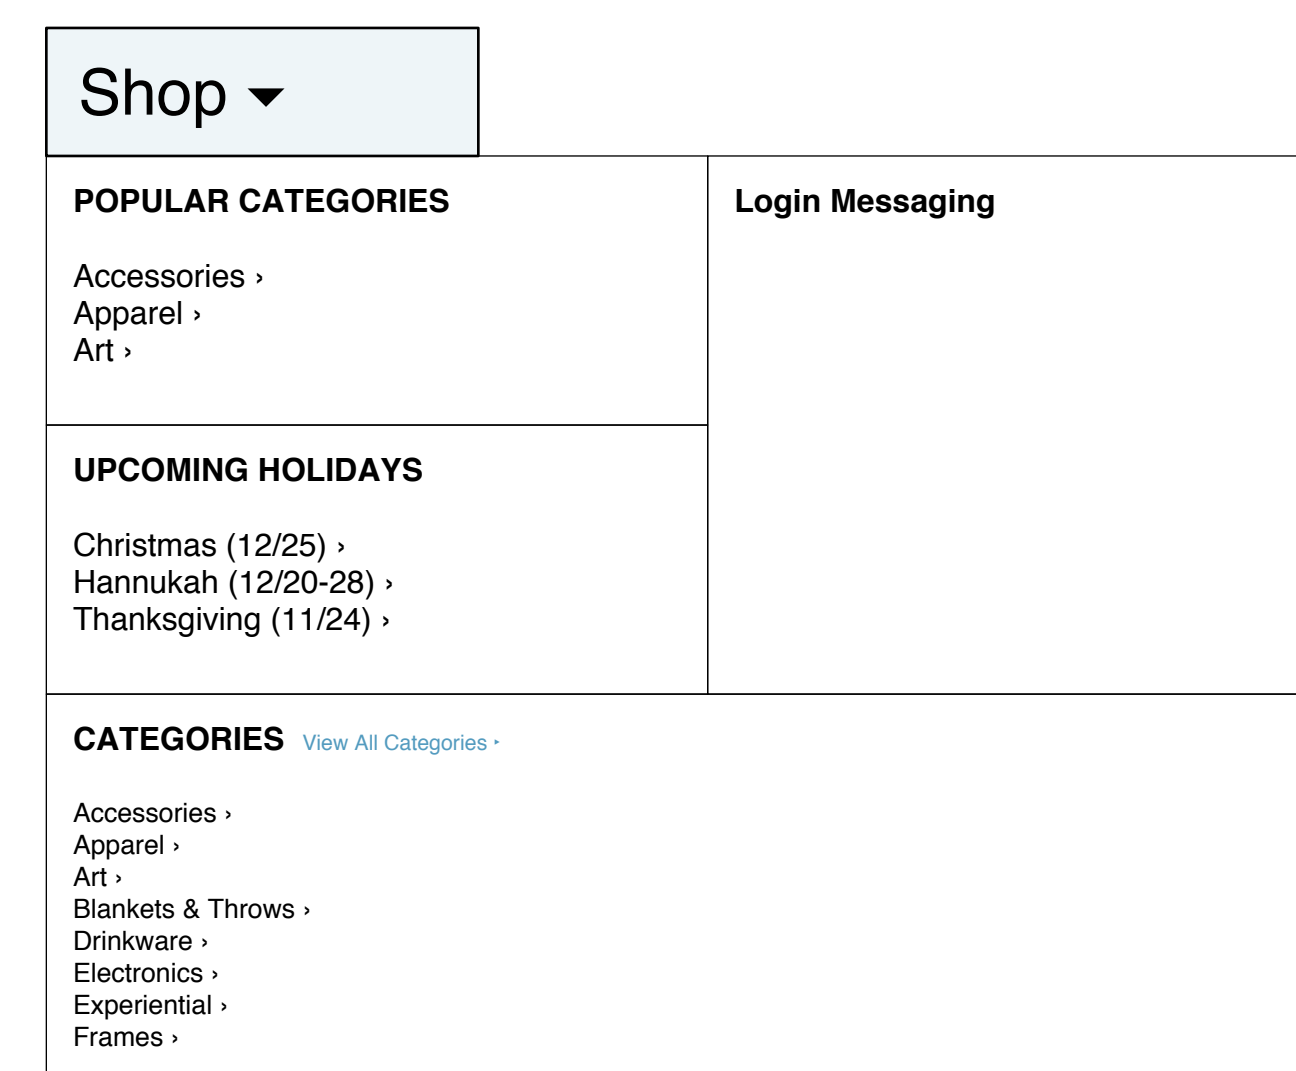 Shop
POPULAR CATEGORIES
Accessories ›
Apparel ›
Art ›
Login Messaging
UPCOMING HOLIDAYS
Christmas (12/25) ›
Hannukah (12/20-28) ›
Thanksgiving (11/24) ›
CATEGORIES View All Categories ‣
Accessories ›
Apparel ›
Art ›
Blankets & Throws ›
Drinkware ›
Electronics ›
Experiential ›
Frames ›